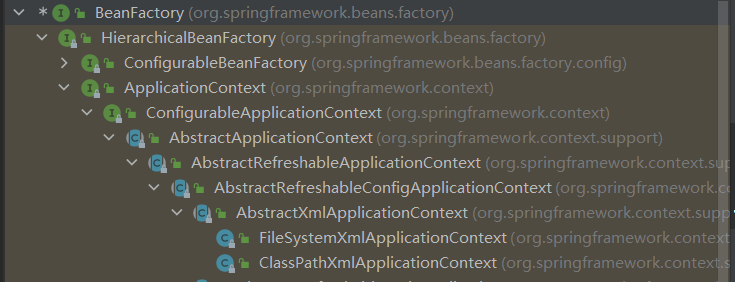 BeanFactory (org.springframework.beans.factory)
HierarchicalBeanFactory (org.springframework.beans.factory)
ConfigurableBeanFactory (org.springframework.beans.factory.config)
ApplicationContext (org.springframework.context)
ConfigurableApplicationContext (org.springframework.context)
AbstractApplicationContext (org.springframework.context.support)
AbstractRefreshableApplicationContext (org.springframework.context.sup
AbstractRefreshableConfigApplicationContext (org.springframework.co
AbstractXmlApplicationContext (org.springframework.context.suppo
FileSystemXmlApplicationContext (org.springframework.context.
ClassPathXmlApplicationContext (org.springframework.context.s